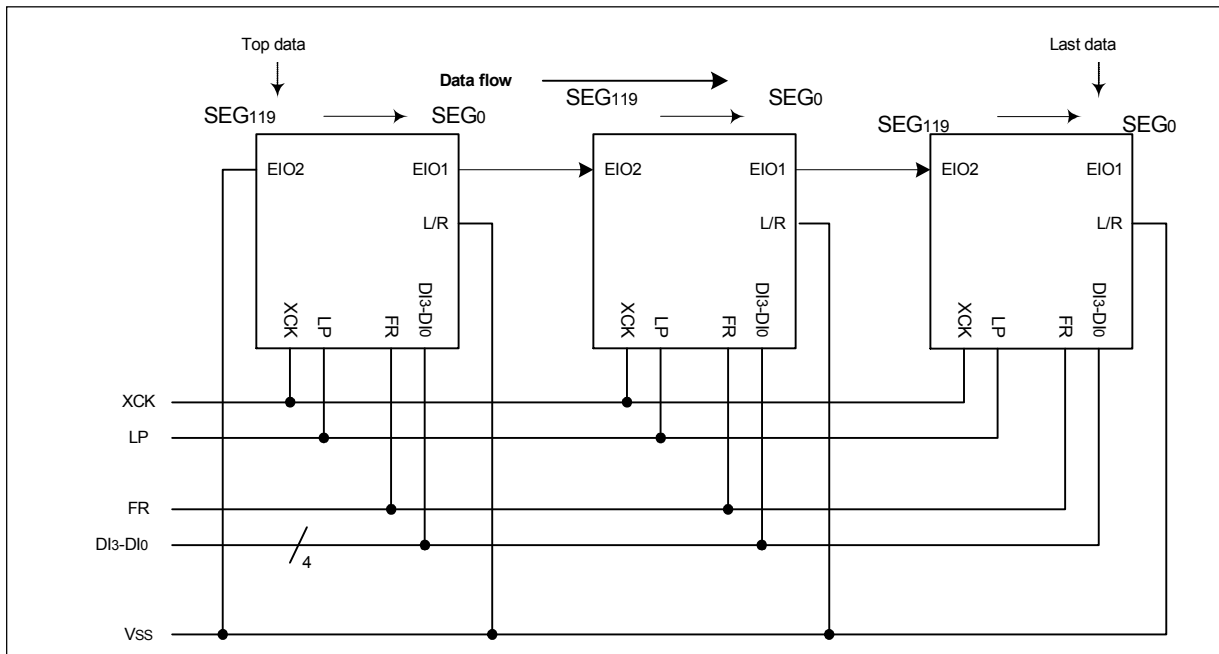 Top data
Last data
Data flow
SEG119
SEG0
SEG119
SEG0
SEG119
SEG0
EIO2
EIO1
EIO2
EIO1
EIO2
EIO1
L/R
L/R
L/R
XCK
LP
FR
DI3-DI0
XCK
LP
FR
DI3-DI0
XCK
LP
FR
DI3-DI0
XCK
LP
FR
DI3-DI0
4
VSS